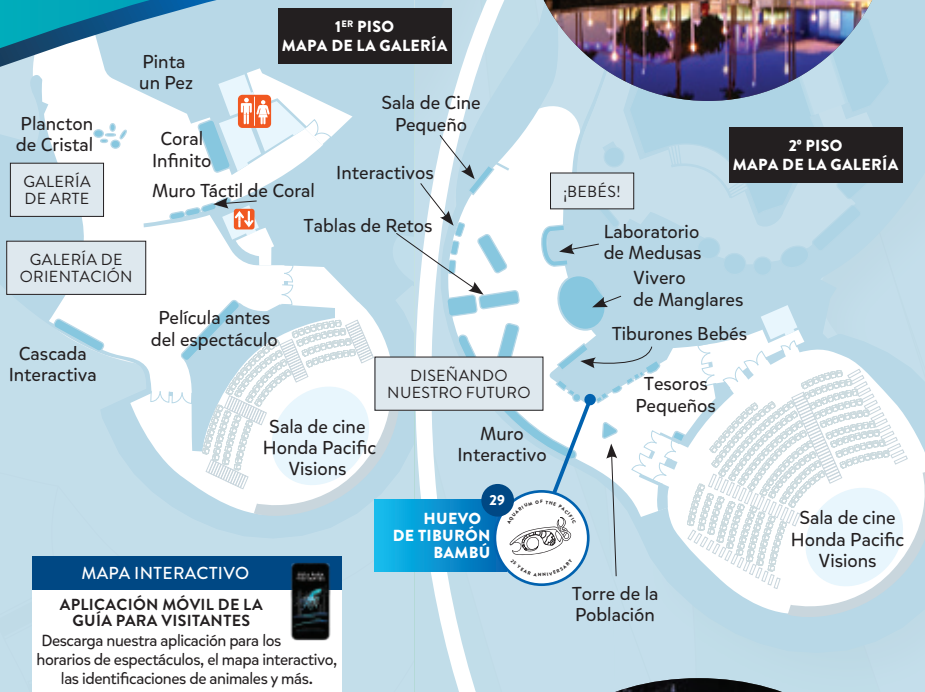 1ER PISO
MAPA DE LA GALERÍA
Pinta
un Pez
Plancton
de Cristal
Coral
Infinito
GALERÍA
DE ARTE
Muro Táctil de Coral
GALERÍA DE
ORIENTACIÓN
Película antes
del espectáculo
Cascada
Interactiva
Sala de cine
Honda Pacific
Visions
2º PISO
MAPA DE LA GALERÍA
Sala de Cine
Pequeño
Interactivos
Tablas de Retos
¡BEBÉS!
Laboratorio
de Medusas
Vivero
de Manglares
Tiburones Bebés
DISEÑANDO
NUESTRO FUTURO
Tesoros
Pequeños
Muro
Interactivo
29
HUEVO
DE TIBURÓN
BAMBÚ
AQUARIUM OF THE PACIFIC
25 YEAR ANNIVERSARY
Torre de la
Población
Sala de cine
Honda Pacific
Visions
MAPA INTERACTIVO
APLICACIÓN MÓVIL DE LA
GUÍA PARA VISITANTES
Descarga nuestra aplicación para los
horarios de espectáculos, el mapa interactivo,
las identificaciones de animales y más.